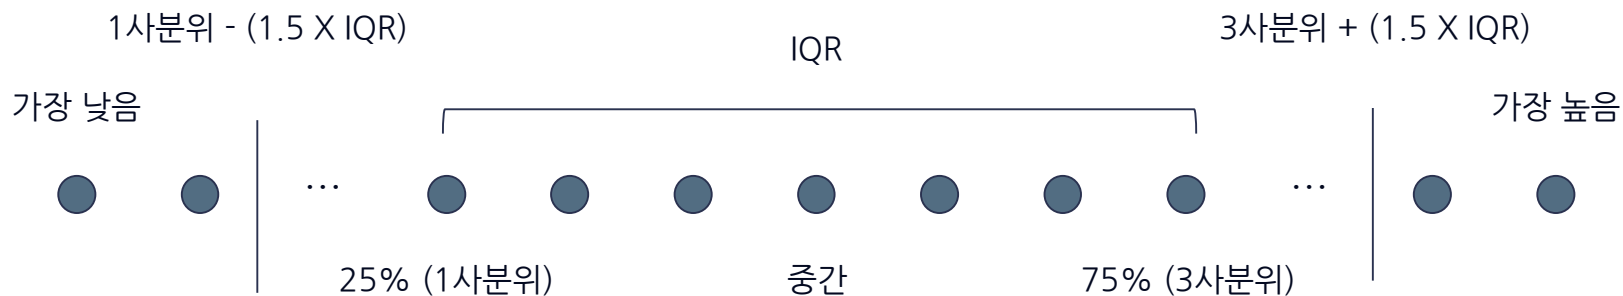 1사분위 - (1.5 X IQR)
3사분위 + (1.5 X IQR)
IQR
가장 낮음
가장 높음
...
...
25% (1사분위)
중간
75% (3사분위)